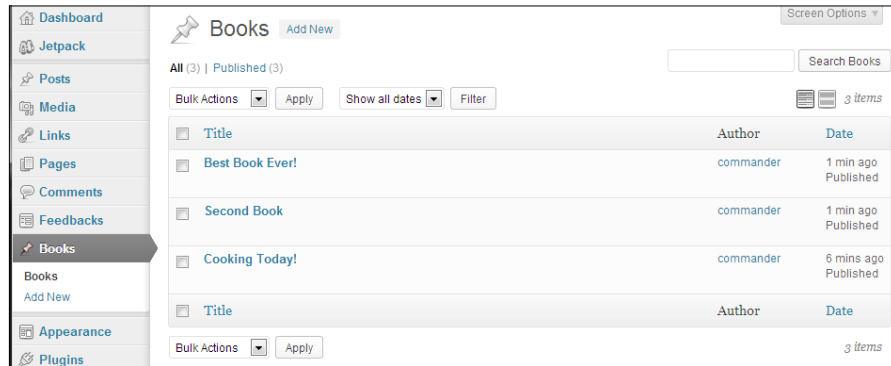 Dashboard
Jetpack
Posts
Media
Links
Pages
Comments
Feedbacks
Books
Books
Add New
Appearance
Plugins
Screen Options
Books Add New
All (3) | Published (3)
Search Books
Bulk Actions Apply Show all dates Filter 3 items
Title Author Date
Best Book Ever! commander 1 min ago
Published
Second Book commander 1 min ago
Published
Cooking Today! commander 6 mins ago
Published
Title Author Date
Bulk Actions Apply 3 items